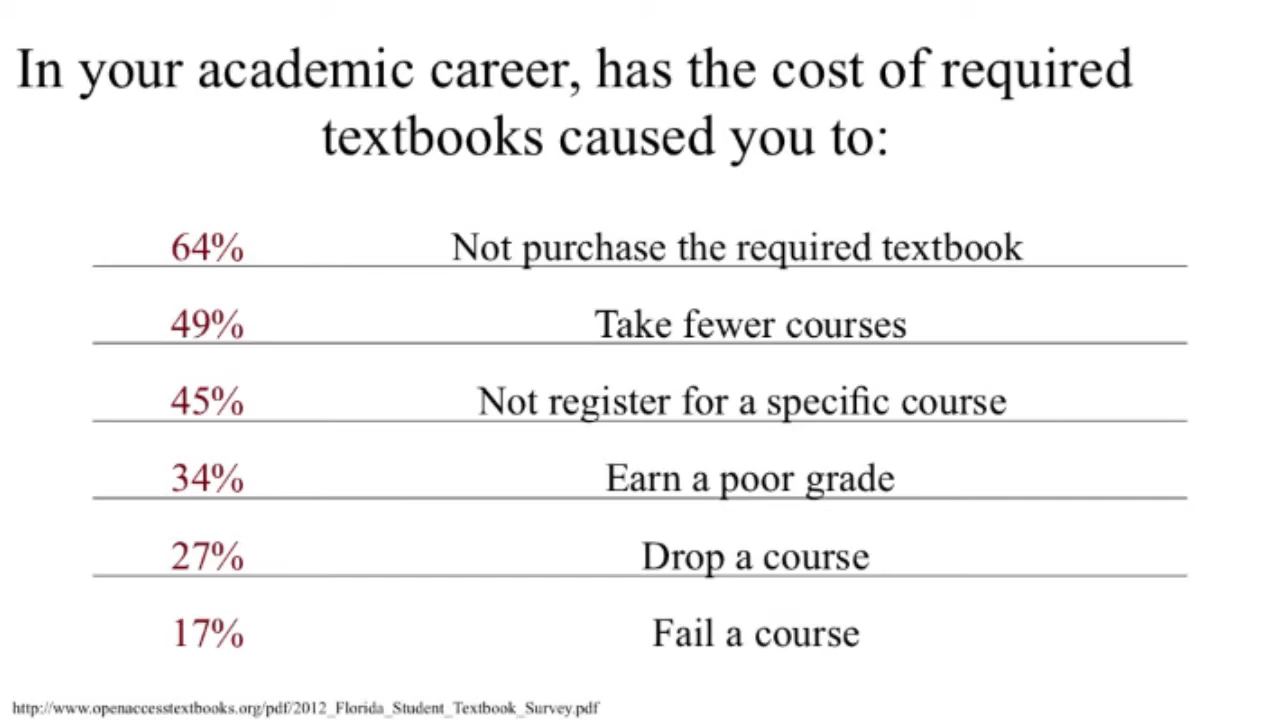 In your academic career, has the cost of required
textbooks caused you to:
64% Not purchase the required textbook
49% Take fewer courses
45% Not register for a specific course
34% Earn a poor grade
27% Drop a course
17% Fail a course
http://www.openaccesstextbooks.org/pdf/2012_Florida_Student_Textbook_Survey.pdf